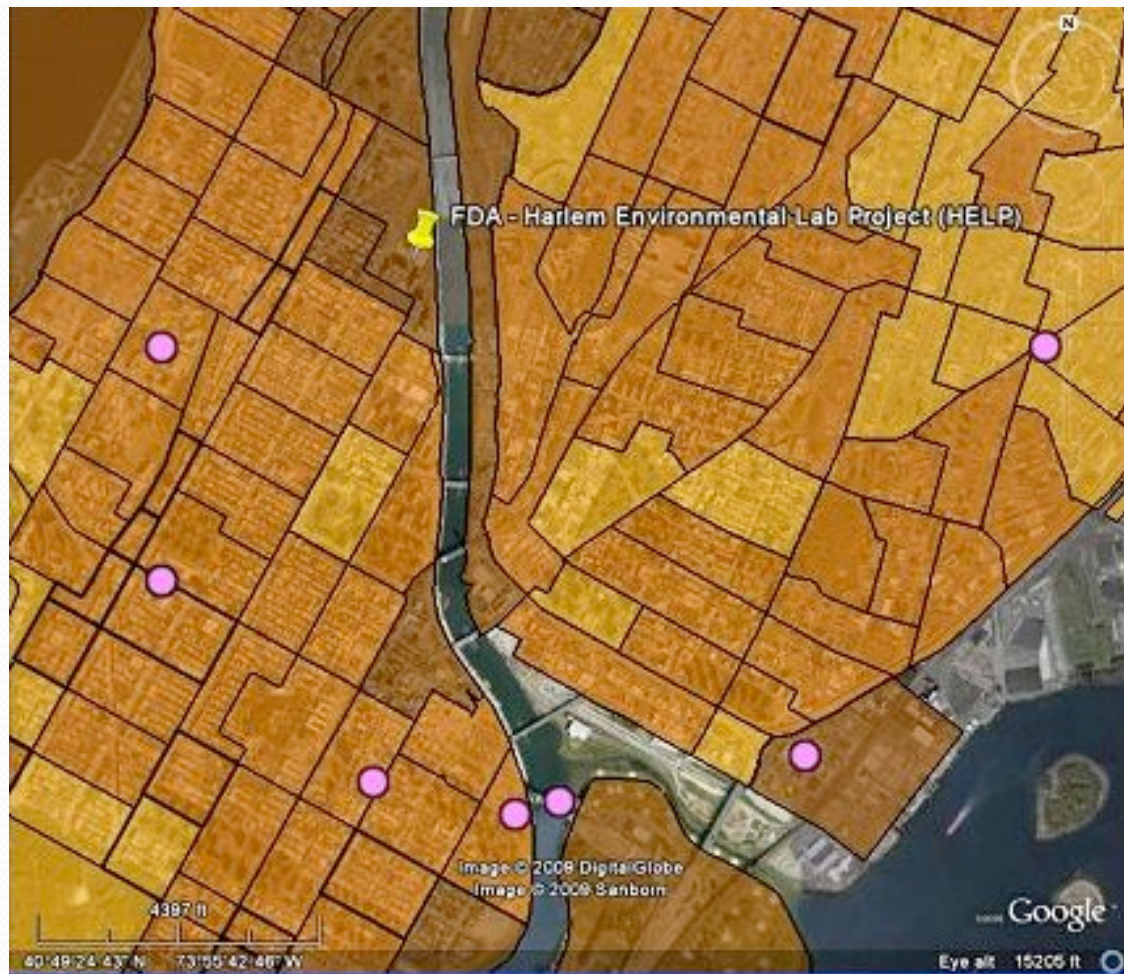 N
FDA - Harlem Environmental Lab Project (HELP)
Image © 2009 DigitalGlobe
Image © 2009 Sanborn
4397 ft
Google
40°49'24.43" N 73°55'42.46" W
Eye alt 15205 ft